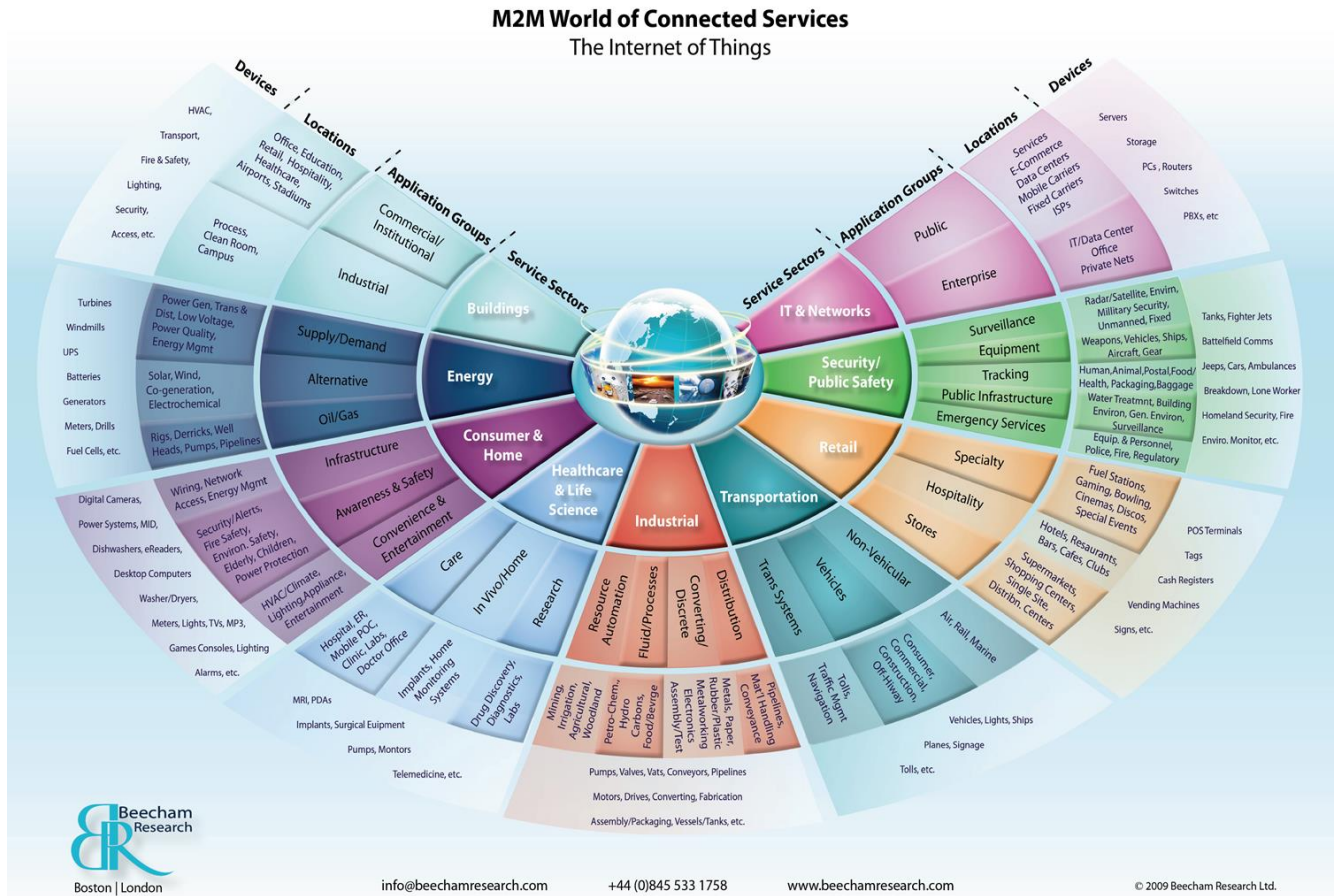 M2M World of Connected Services
The Internet of Things
Devices
Locations
Application Groups
Service Sectors
HVAC,
Transport,
Fire & Safety,
Lighting,
Security,
Access, etc.
Office, Education,
Retail, Hospitality,
Healthcare,
Airports, Stadiums
Process,
Clean Room,
Campus
Commercial/
Institutional
Industrial
Buildings
Turbines
Windmills
UPS
Batteries
Generators
Meters, Drills
Fuel Cells, etc.
Power Gen, Trans &
Dist, Low Voltage,
Power Quality,
Energy Mgmt
Solar, Wind,
Co-generation,
Electrochemical
Rigs, Derricks, Well
Heads, Pumps, Pipelines
Supply/Demand
Alternative
Oil/Gas
Energy
Digital Cameras,
Power Systems, MID,
Dishwashers, eReaders,
Desktop Computers
Washer/Dryers,
Meters, Lights, TVs, MP3,
Games Consoles, Lighting
Alarms, etc.
Wiring, Network
Access, Energy Mgmt
Security/Alerts,
Fire Safety,
Environ. Safety,
Elderly, Children,
Power Protection
HVAC/Climate,
Lighting,Appliance,
Entertainment
Infrastructure
Awareness & Safety
Convenience &
Entertainment
Consumer &
Home
MRI, PDAs
Implants, Surgical Euipment
Pumps, Montors
Telemedicine, etc.
Hospital, ER,
Mobile POC,
Clinic, Labs,
Doctor Office
Implants, Home
Monitoring
Systems
Drug Discovery,
Diagnostics,
Labs
Care
In Vivo/Home
Research
Healthcare
& Life
Science
Industrial
Resource
Automation
Fluid/Processes
Converting/
Discrete
Distribution
Mining,
Irrigation,
Agricultural,
Woodland
Petro-Chem.,
Hydro
Carbons,
Food/Bevrge
Metals, Paper,
Rubber/Plastic
Metalworking
Electronics
Assembly/Test
Pipelines,
Mat'l Handling
Conveyance
Pumps, Valves, Vats, Conveyors, Pipelines
Motors, Drives, Converting, Fabrication
Assembly/Packaging, Vessels/Tanks, etc.
Transportation
Trans Systems
Vehicles
Non-Vehicular
Tolls,
Traffic Mgmt
Navigation
Consumer,
Commercial,
Construction,
Off-Hiway
Air, Rail, Marine
Vehicles, Lights, Ships
Planes, Signage
Tolls, etc.
Retail
Specialty
Hospitality
Stores
Fuel Stations,
Gaming, Bowling,
Cinemas, Discos,
Special Events
Hotels, Resaurants,
Bars, Cafes, Clubs
Supermarkets,
Shopping Centers,
Single Site,
Distribn. Centers
POS Terminals
Tags
Cash Registers
Vending Machines
Signs, etc.
Security/
Public Safety
Surveillance
Equipment
Tracking
Public Infrastructure
Emergency Services
Radar/Satellite, Envirn,
Millitary Security,
Unmanned, Fixed
Weapons, Vehicles, Ships,
Aircraft, Gear
Human,Animal,Postal,Food/
Health, Packaging,Baggage
Water Treatmnt, Building
Environ, Gen. Environ,
Surveillance
Equip. & Personnel,
Police, Fire, Regulatory
Tanks, Fighter Jets
Battelfield Comms
Jeeps, Cars, Ambulances
Breakdown, Lone Worker
Homeland Security, Fire
Enviro. Monitor, etc.
IT & Networks
Public
Enterprise
Services
E-Commerce
Data Centers
Mobile Carriers
Fixed Carriers
ISPs
IT/Data Center
Office
Private Nets
Servers
Storage
PCs , Routers
Switches
PBXs, etc
Service Sectors
Application Groups
Locations
Devices
BR
Beecham
Research
Boston | London
info@beechamresearch.com
+44 (0)845 533 1758
www.beechamresearch.com
© 2009 Beecham Research Ltd.